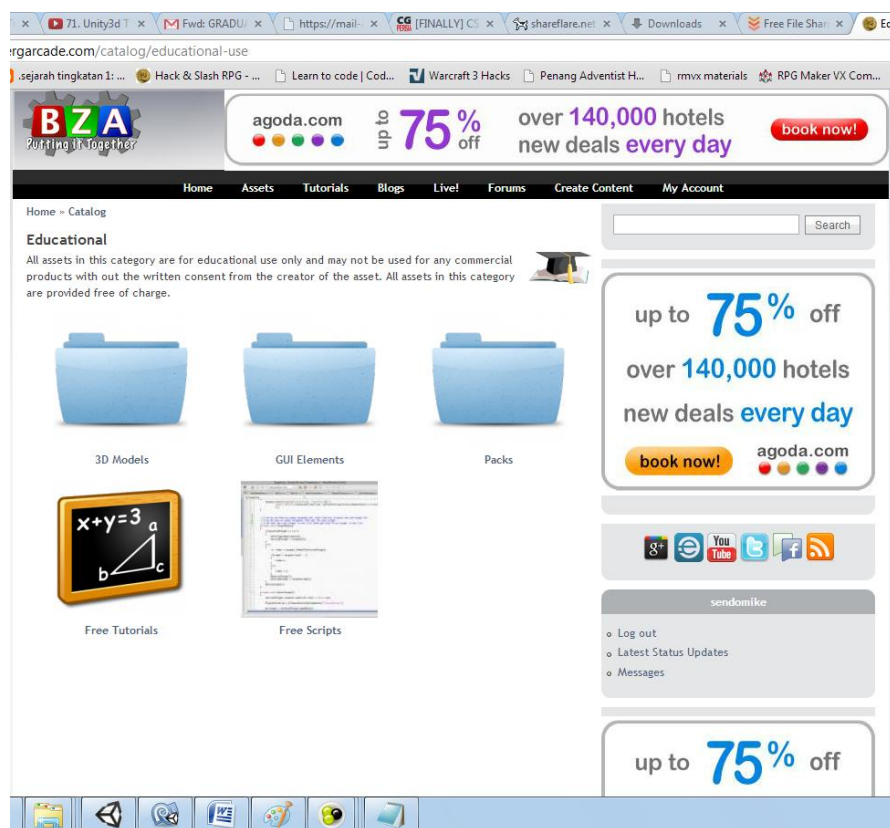 71. Unity3d T
Fwd: GRADU
https://mail-
CG
[FINALLY] CS
shareflare.net
Downloads
Free File Shar
Ed
ergarcade.com/catalog/educational-use
.sejarah tingkatan 1: ...
Hack & Slash RPG - ...
Learn to code | Cod...
Warcraft 3 Hacks
Penang Adventist H...
rmvx materials
RPG Maker VX Com...
BZA
Putting it Together
agoda.com
up to
75% off
over 140,000 hotels
new deals every day
book now!
Home Assets Tutorials Blogs Live! Forums Create Content My Account
Home » Catalog
Search
Educational
All assets in this category are for educational use only and may not be used for any commercial
products with out the written consent from the creator of the asset. All assets in this category
are provided free of charge.
3D Models
GUI Elements
Packs
x+y=3
a
b
c
Free Tutorials
Free Scripts
up to 75% off
over 140,000 hotels
new deals every day
book now!
agoda.com
g+
You
Tube
sendomike
Log out
Latest Status Updates
Messages
up to 75% off